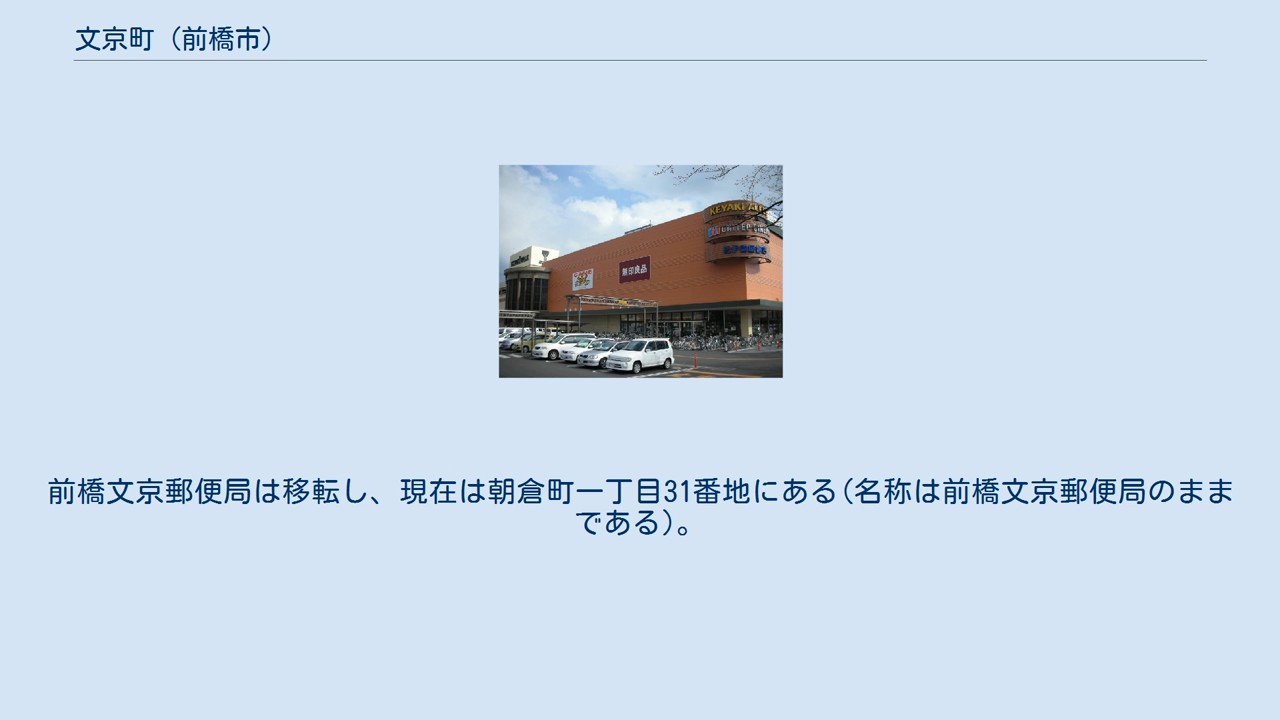 文京町（前橋市）
KEYAKI
UNITED CINEMA
無印良品
前橋文京郵便局は移転し、現在は朝倉町一丁目31番地にある(名称は前橋文京郵便局のまま
である)。